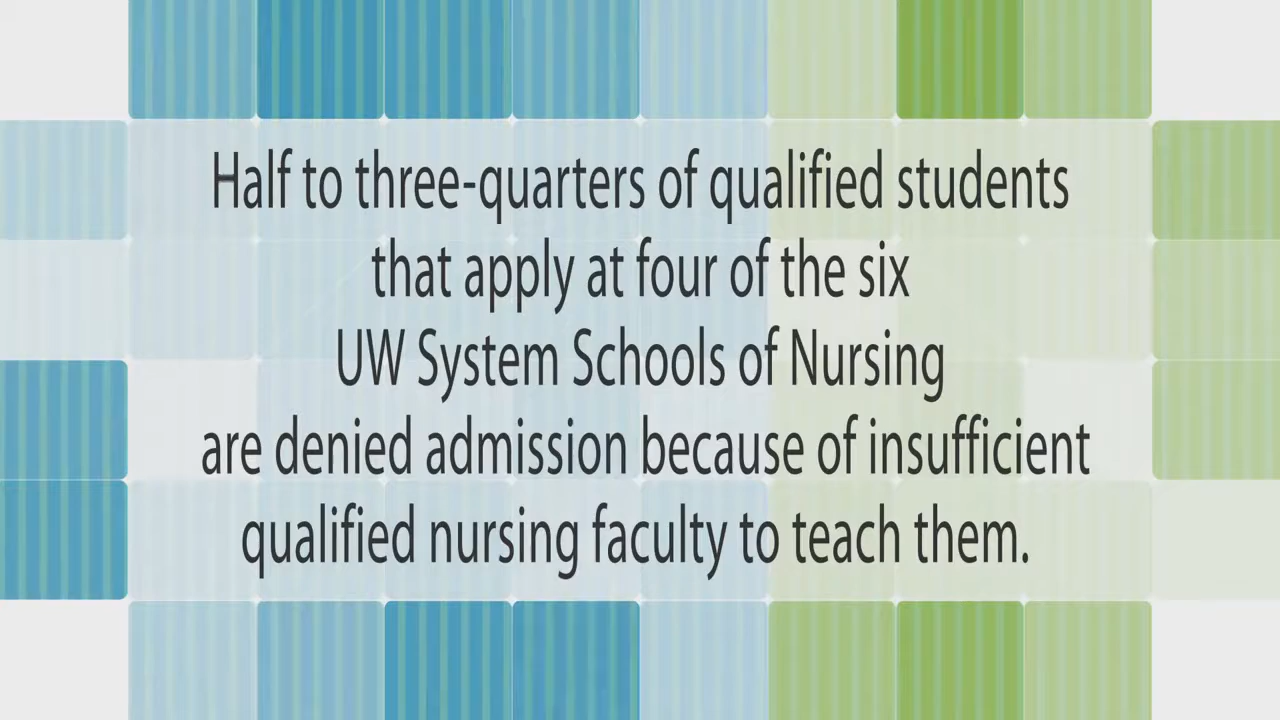 Half to three-quarters of qualified students
that apply at four of the six
UW System Schools of Nursing
are denied admission because of insufficient
qualified nursing faculty to teach them.